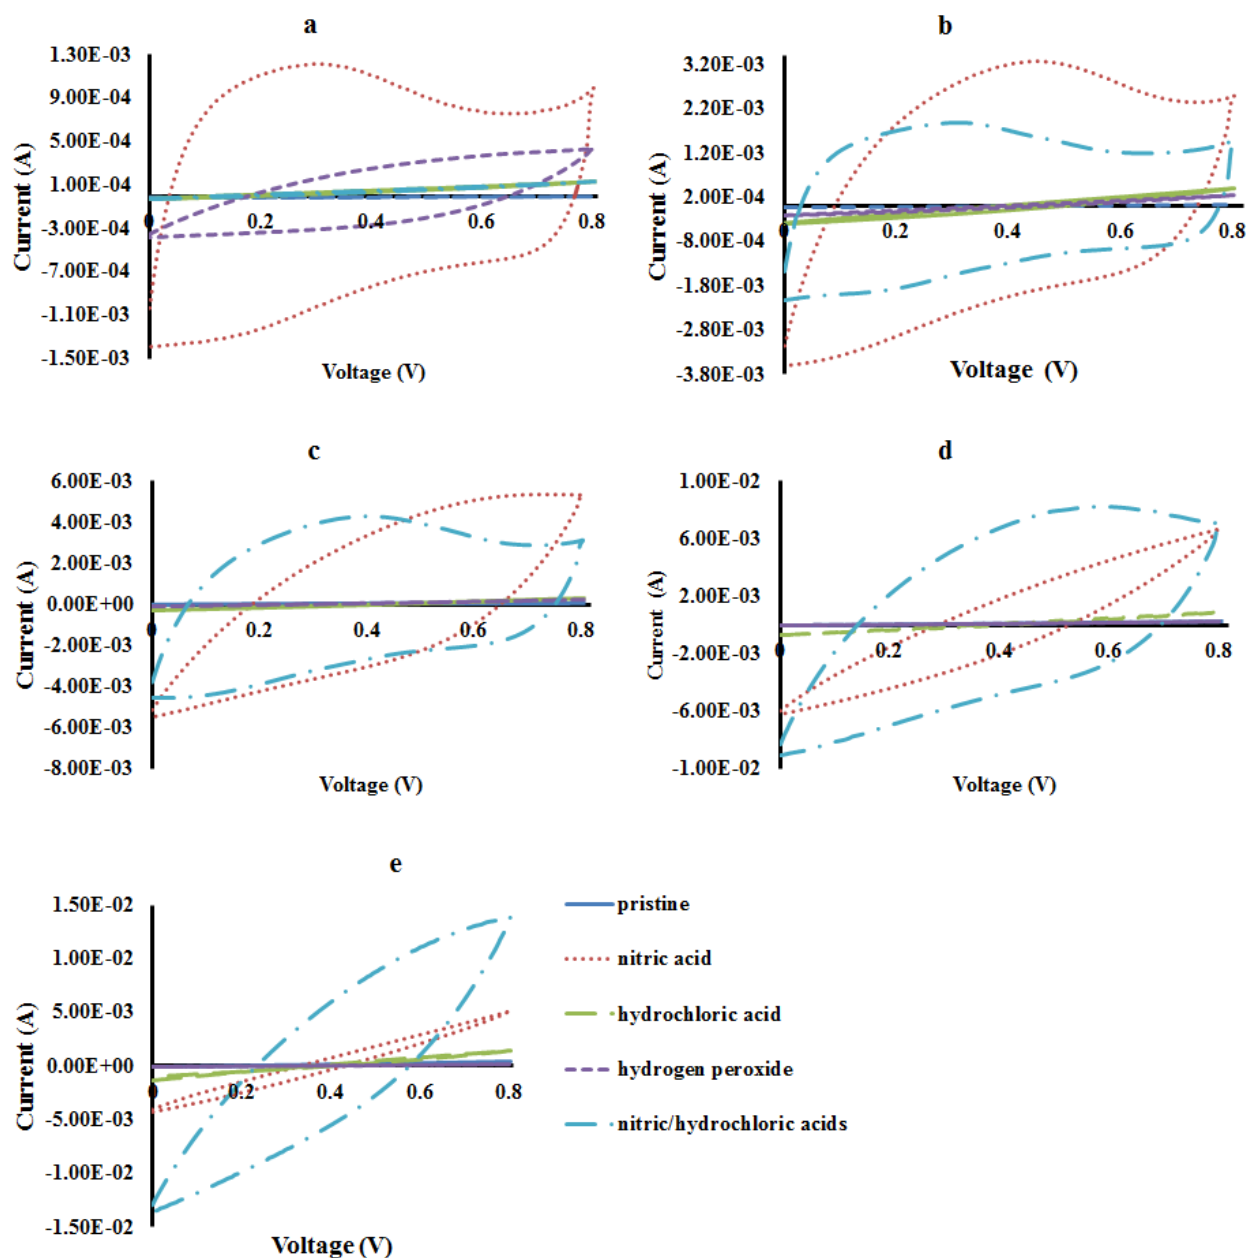 a
1.30E-03
9.00E-04
5.00E-04
1.00E-04
-3.00E-04
-7.00E-04
-1.10E-03
-1.50E-03
0 0.2 0.4 0.6 0.8
Current (A)
Voltage (V)
b
3.20E-03
2.20E-03
1.20E-03
2.00E-04
-8.00E-04
-1.80E-03
-2.80E-03
-3.80E-03
0 0.2 0.4 0.6 0.8
Current (A)
Voltage (V)
c
6.00E-03
4.00E-03
2.00E-03
0.00E+00
-2.00E-03
-4.00E-03
-6.00E-03
-8.00E-03
0 0.2 0.4 0.6 0.8
Current (A)
Voltage (V)
d
1.00E-02
6.00E-03
2.00E-03
-2.00E-03
-6.00E-03
-1.00E-02
0 0.2 0.4 0.6 0.8
Current (A)
Voltage (V)
e
1.50E-02
1.00E-02
5.00E-03
0.00E+00
-5.00E-03
-1.00E-02
-1.50E-02
0 0.2 0.4 0.6 0.8
Current (A)
Voltage (V)
pristine
nitric acid
hydrochloric acid
hydrogen peroxide
nitric/hydrochloric acids